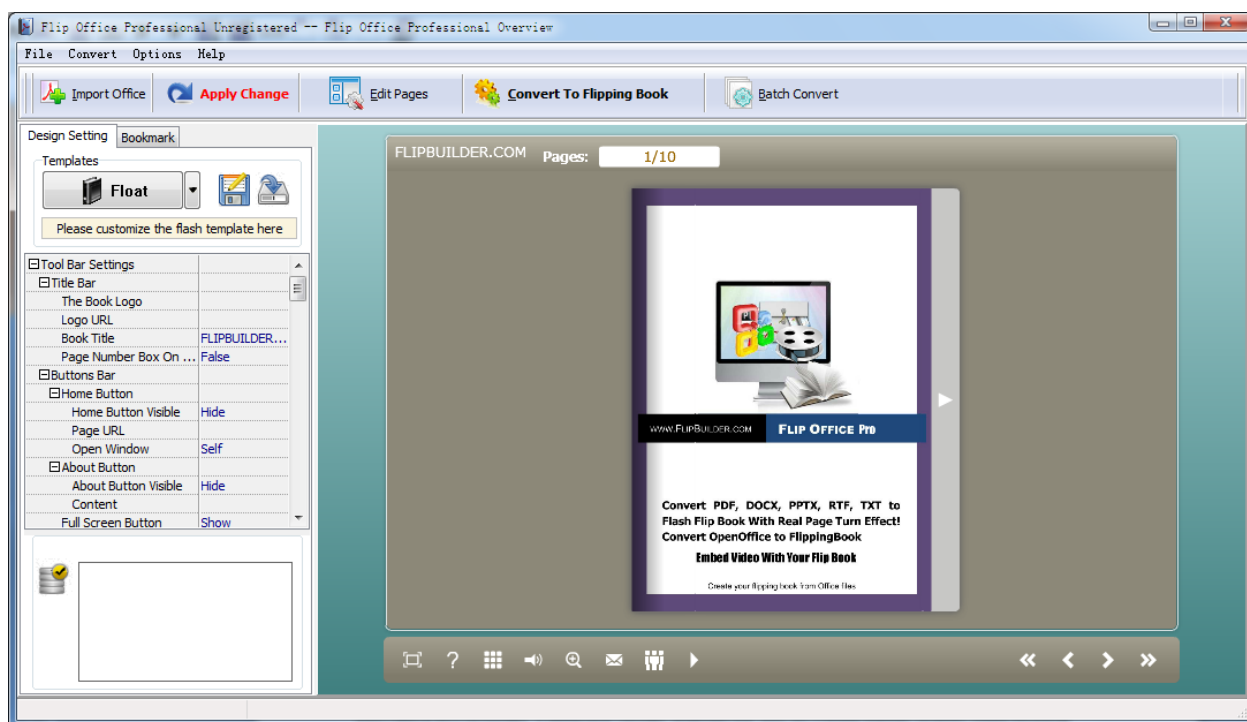 Flip Office Professional Unregistered -- Flip Office Professional Overview
File Convert Options Help
Import Office Apply Change Edit Pages Convert To Flipping Book Batch Convert
Design Setting Bookmark
Templates
Float
Please customize the flash template here
Tool Bar Settings
Title Bar
The Book Logo
Logo URL
Book Title FLIPBUILDER...
Page Number Box On ... False
Buttons Bar
Home Button
Home Button Visible Hide
Page URL
Open Window Self
About Button
About Button Visible Hide
Content
Full Screen Button Show
FLIPBUILDER.COM Pages: 1/10
www.FlipBuilder.com Flip Office Pro
Convert PDF, DOCX, PPTX, RTF, TXT to
Flash Flip Book With Real Page Turn Effect!
Convert OpenOffice to FlippingBook
Embed Video With Your Flip Book
Create your flipping book from Office files